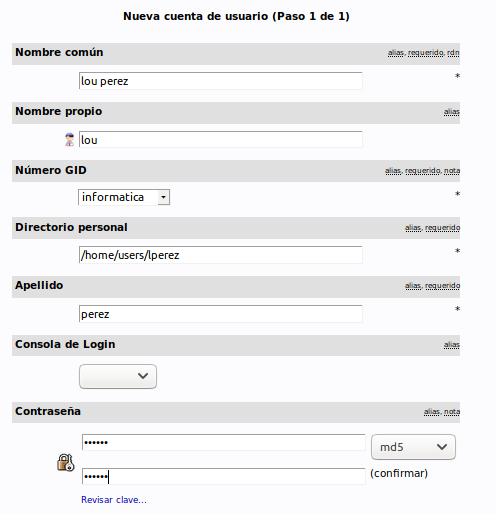 Nueva cuenta de usuario (Paso 1 de 1)
Nombre común alias, requerido, rdn
lou perez *
Nombre propio alias
lou
Número GID alias, requerido, nota
informatica *
Directorio personal alias, requerido
/home/users/lperez *
Apellido alias, requerido
perez *
Consola de Login alias
Contraseña alias, nota
•••••• md5
•••••• (confirmar)
Revisar clave...